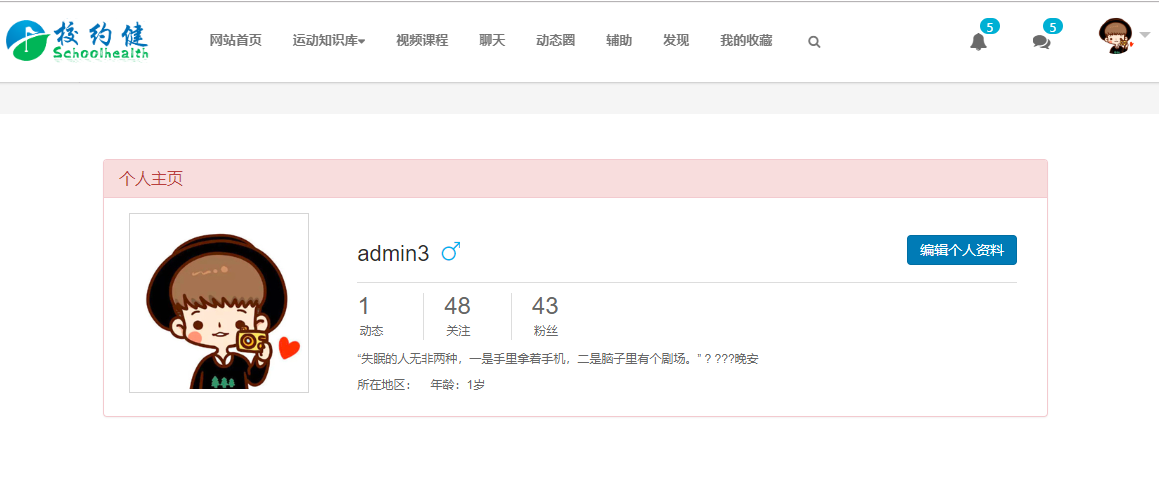 校约健
Schoolhealth
网站首页 运动知识库 视频课程 聊天 动态圈 辅助 发现 我的收藏 5 5
个人主页
admin3
编辑个人资料
1 48 43
动态 关注 粉丝
“失眠的人无非两种，一是手里拿着手机，二是脑子里有个剧场。” ? ???晚安
所在地区： 年龄：1岁